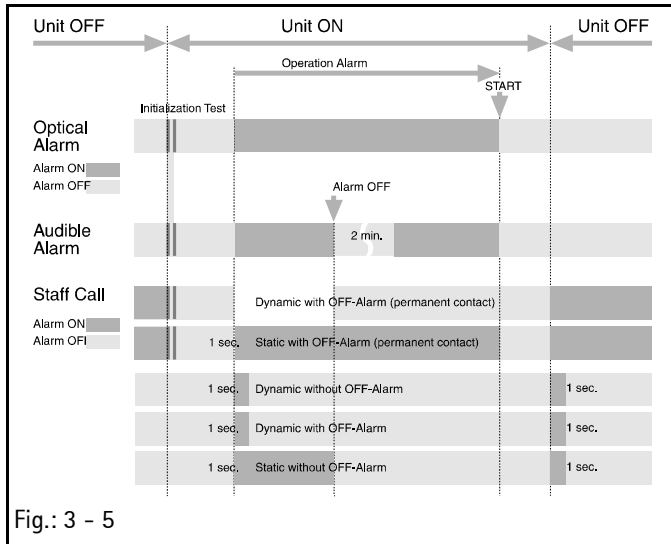 Unit OFF Unit ON Unit OFF
Operation Alarm
START
Initialization Test
Optical
Alarm
Alarm ON
Alarm OFF
Alarm OFF
Audible
Alarm
2 min.
Staff Call
Dynamic with OFF-Alarm (permanent contact)
Alarm ON
Alarm OFI
1 sec. Static with OFF-Alarm (permanent contact)
1 sec. Dynamic without OFF-Alarm 1 sec.
1 sec. Dynamic with OFF-Alarm 1 sec.
1 sec. Static without OFF-Alarm 1 sec.
Fig.: 3 - 5